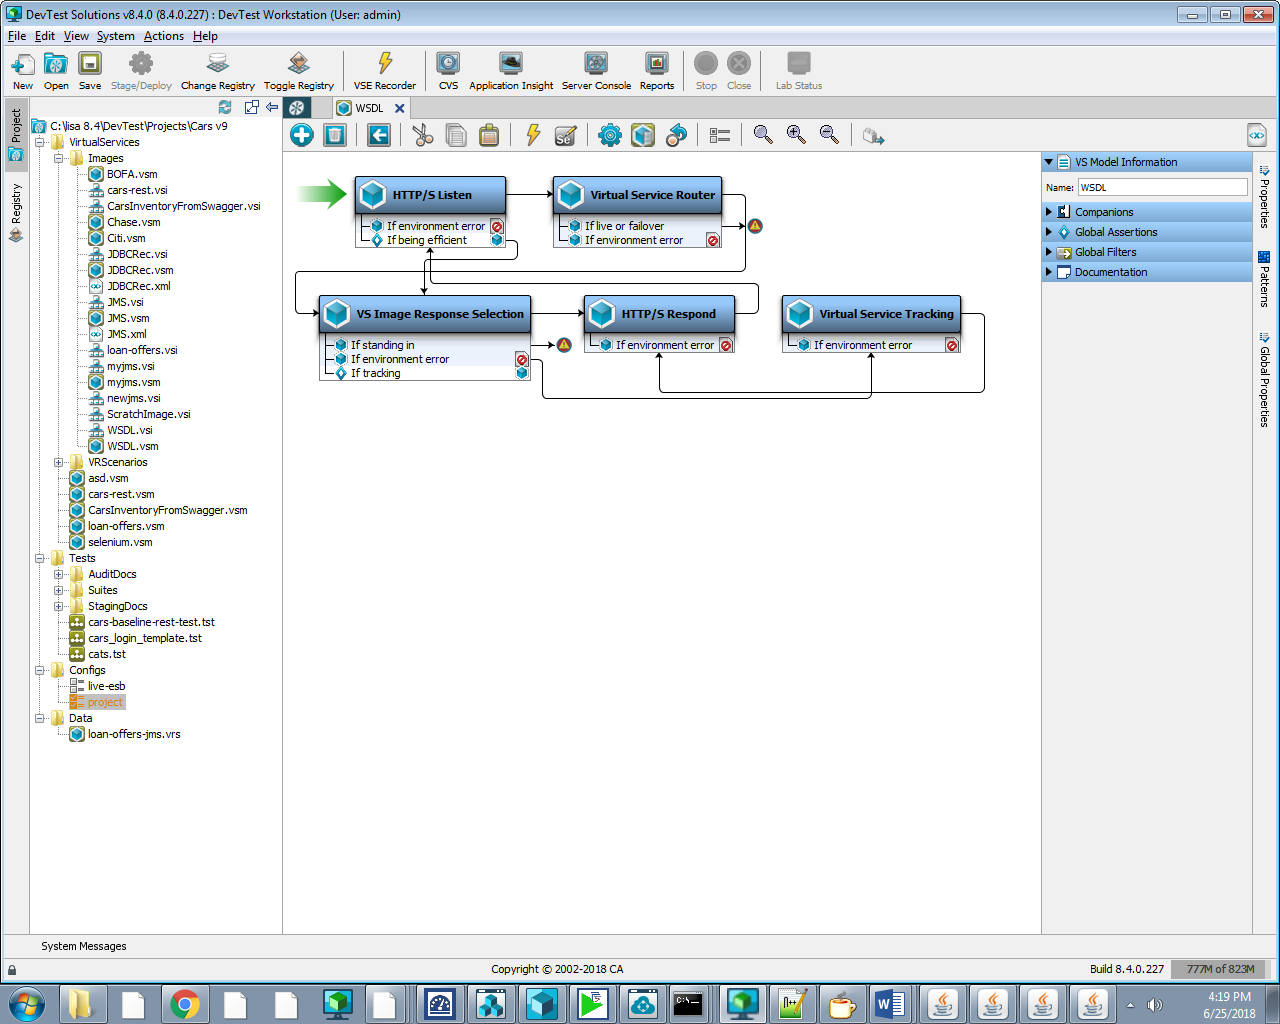 DevTest Solutions v8.4.0 (8.4.0.227) : DevTest Workstation (User: admin)
File Edit View System Actions Help
New Open Save Stage/Deploy Change Registry Toggle Registry VSE Recorder CVS Application Insight Server Console Reports Stop Close Lab Status
Project
Registry
WSDL
C:\lisa 8.4\DevTest\Projects\Cars v9
VirtualServices
Images
BOFA.vsm
cars-rest.vsi
CarsInventoryFromSwagger.vsi
Chase.vsm
Citi.vsm
JDBCRec.vsi
JDBCRec.vsm
JDBCRec.xml
JMS.vsi
JMS.vsm
JMS.xml
loan-offers.vsi
myjms.vsi
myjms.vsm
newjms.vsi
ScratchImage.vsi
WSDL.vsi
WSDL.vsm
VRScenarios
asd.vsm
cars-rest.vsm
CarsInventoryFromSwagger.vsm
loan-offers.vsm
selenium.vsm
Tests
AuditDocs
Suites
StagingDocs
cars-baseline-rest-test.tst
cars_login_template.tst
cats.tst
Configs
live-esb
project
Data
loan-offers-jms.vrs
Se
HTTP/S Listen
If environment error
If being efficient
Virtual Service Router
If live or failover
If environment error
VS Image Response Selection
If standing in
If environment error
If tracking
HTTP/S Respond
If environment error
Virtual Service Tracking
If environment error
VS Model Information
Name: WSDL
Companions
Global Assertions
Global Filters
Documentation
Properties
Patterns
Global Properties
System Messages
Copyright © 2002-2018 CA
Build 8.4.0.227 777M of 823M
4:19 PM
6/25/2018